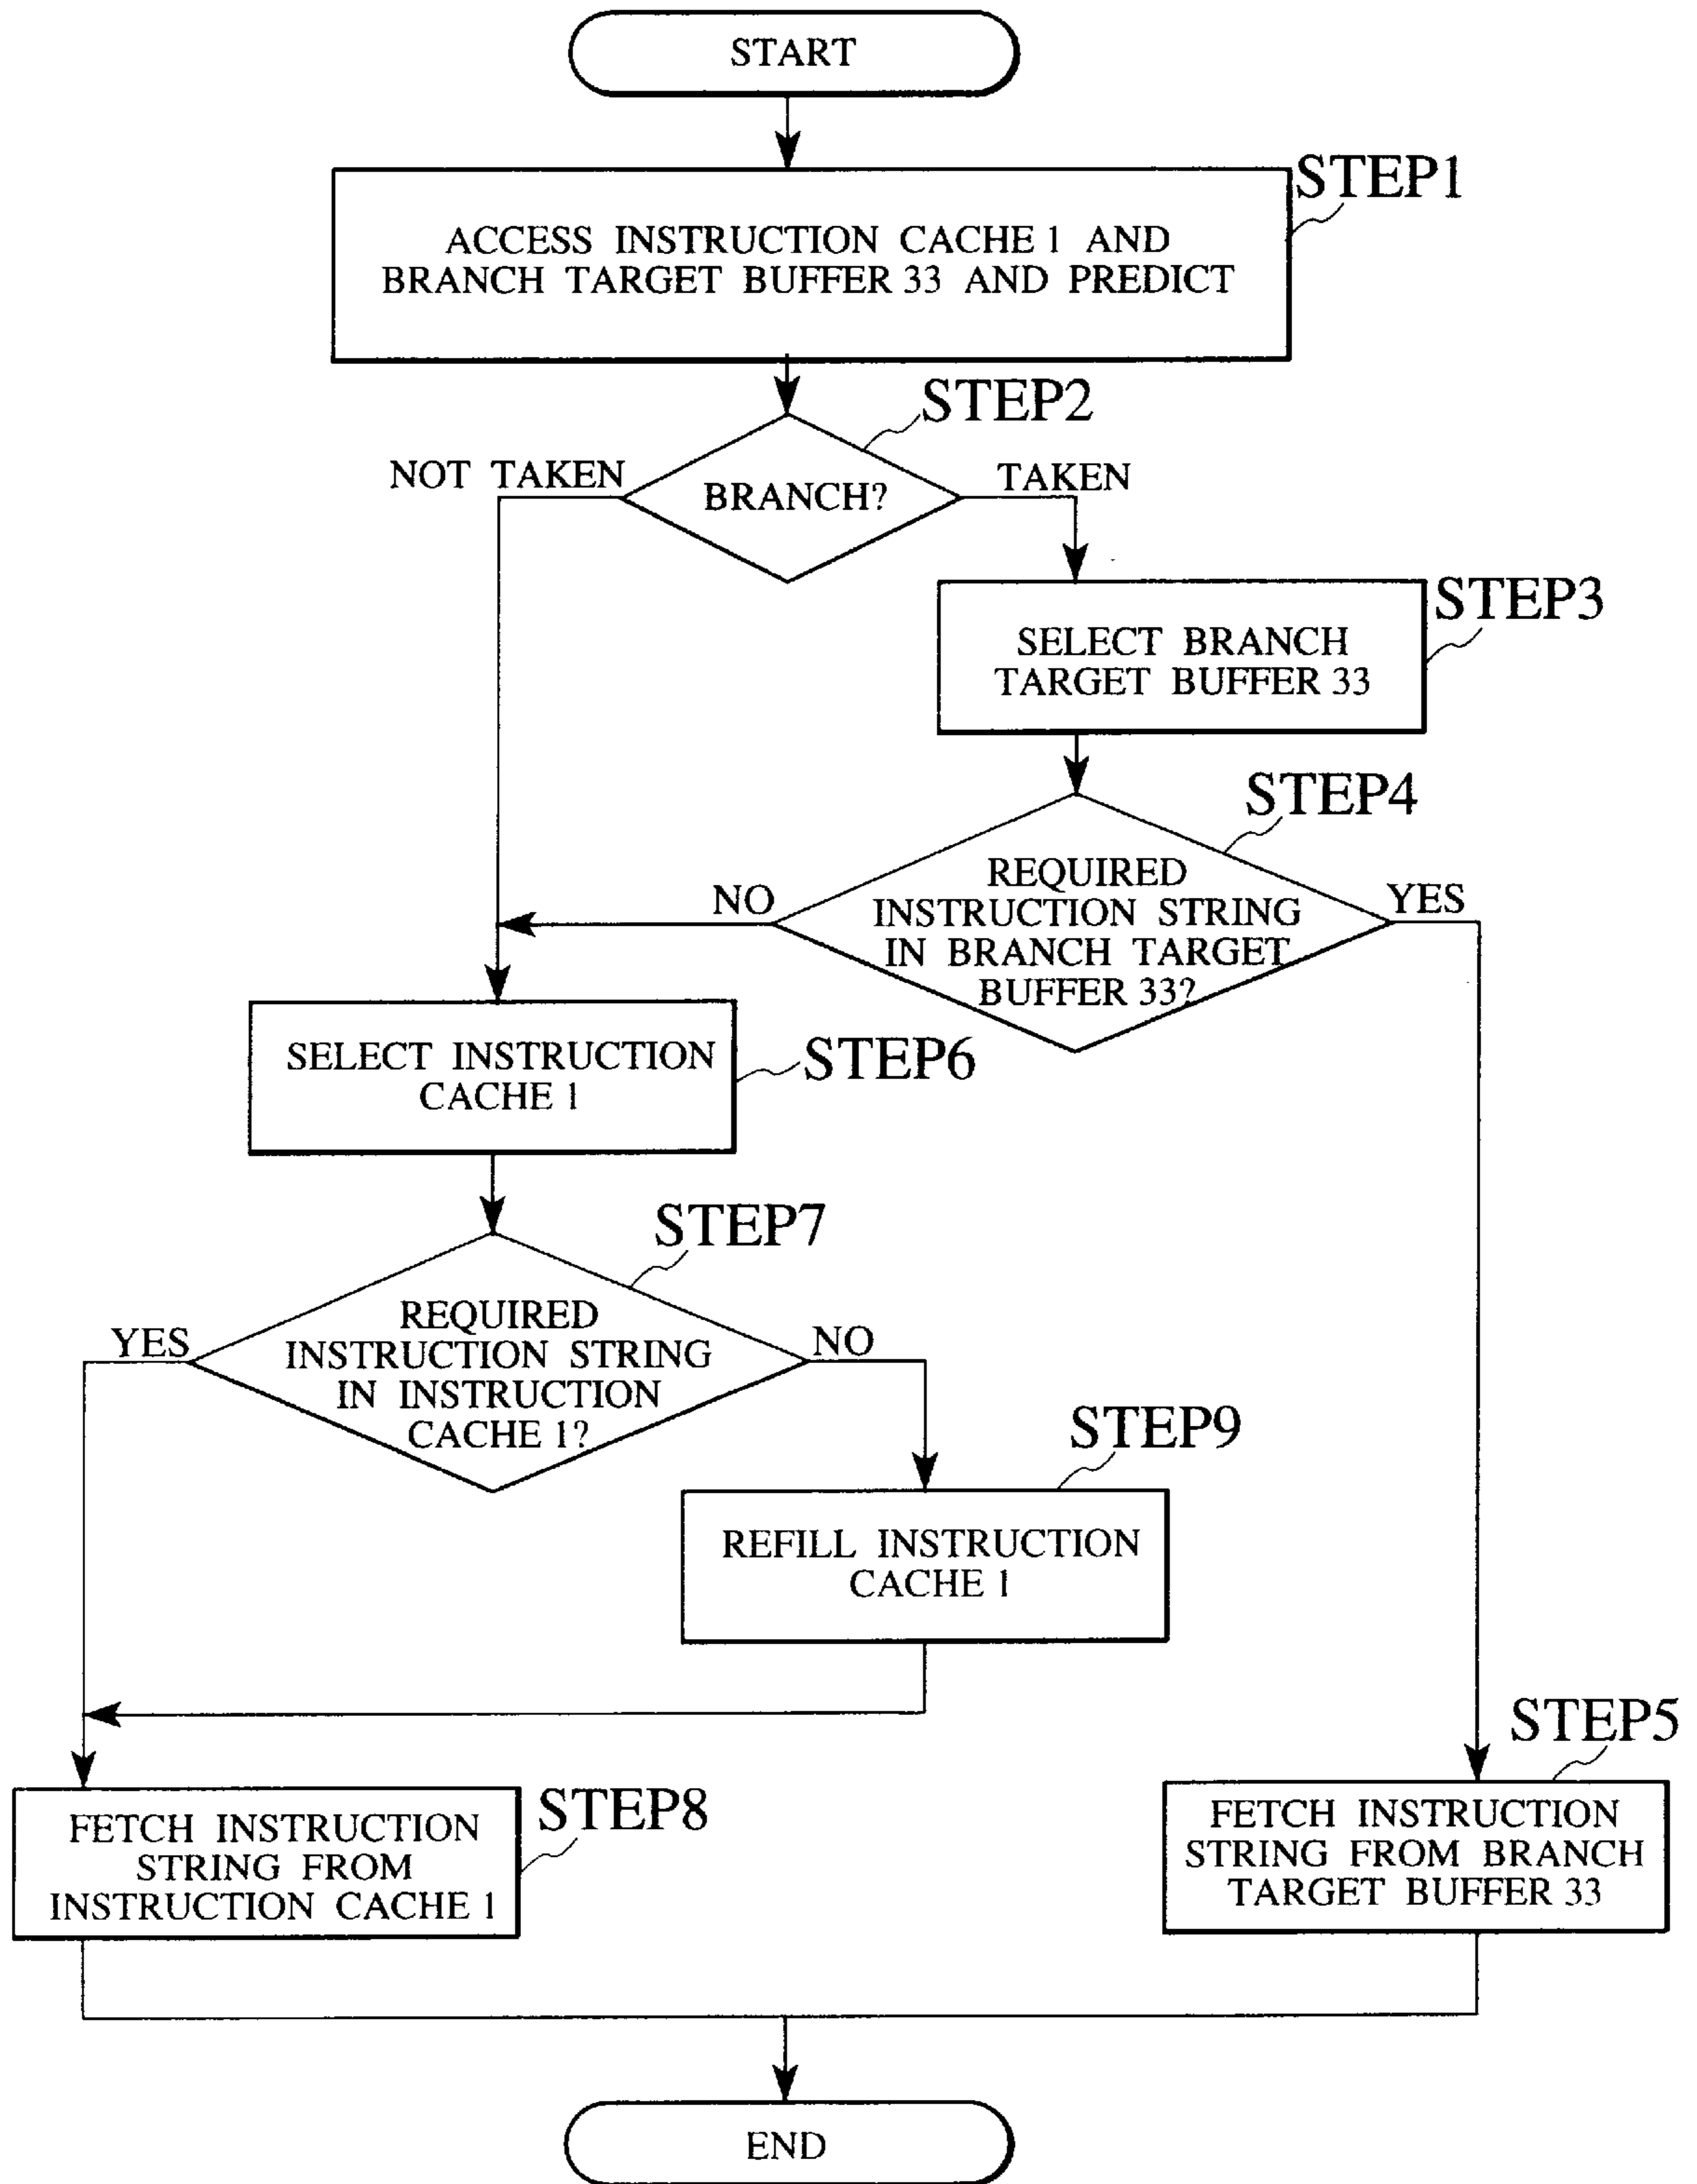 START
STEP1
ACCESS INSTRUCTION CACHE 1 AND
BRANCH TARGET BUFFER 33 AND PREDICT
STEP2
NOT TAKEN
BRANCH?
TAKEN
STEP3
SELECT BRANCH
TARGET BUFFER 33
STEP4
NO
REQUIRED
INSTRUCTION STRING
IN BRANCH TARGET
BUFFER 33?
YES
SELECT INSTRUCTION
CACHE 1
STEP6
STEP7
YES
REQUIRED
INSTRUCTION STRING
IN INSTRUCTION
CACHE 1?
NO
STEP9
REFILL INSTRUCTION
CACHE 1
STEP5
FETCH INSTRUCTION
STRING FROM
INSTRUCTION CACHE 1
STEP8
FETCH INSTRUCTION
STRING FROM BRANCH
TARGET BUFFER 33
END